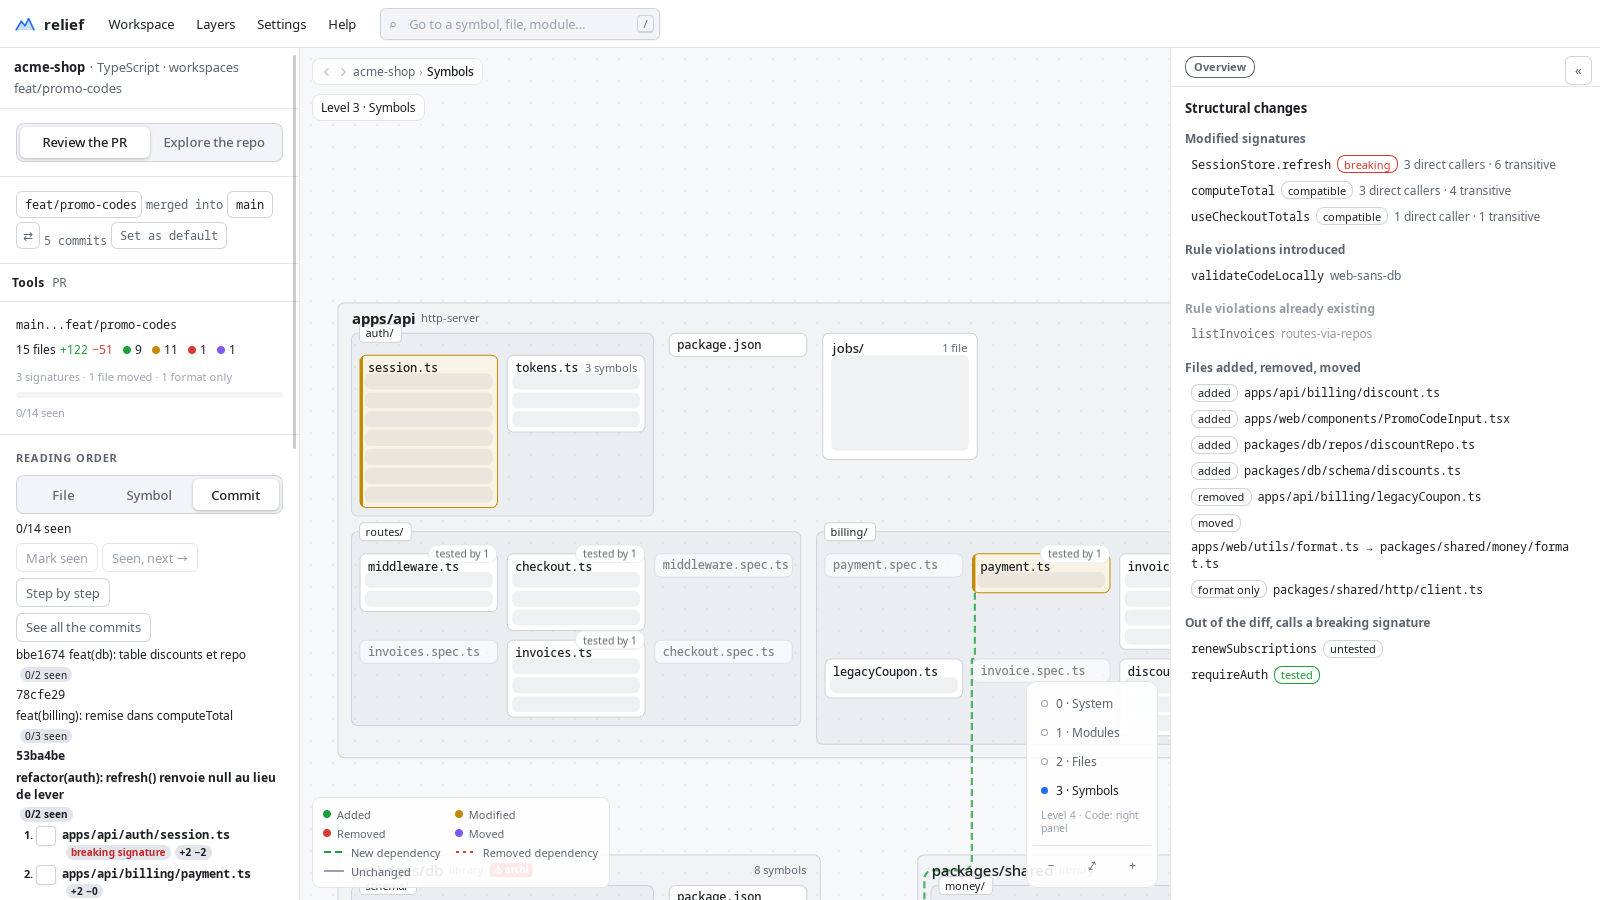 relief Workspace Layers Settings Help Go to a symbol, file, module... /
acme-shop · TypeScript · workspaces
feat/promo-codes
Review the PR Explore the repo
feat/promo-codes merged into main
⇄ 5 commits Set as default
Tools PR
main...feat/promo-codes
15 files +122 −51 9 11 1 1
3 signatures · 1 file moved · 1 format only
0/14 seen
READING ORDER
File Symbol Commit
0/14 seen
Mark seen Seen, next →
Step by step
See all the commits
bbe1674 feat(db): table discounts et repo
0/2 seen
78cfe29
feat(billing): remise dans computeTotal
0/3 seen
53ba4be
refactor(auth): refresh() renvoie null au lieu
de lever
0/2 seen
1. apps/api/auth/session.ts
breaking signature +2 −2
2. apps/api/billing/payment.ts
+2 −0
‹ › acme-shop › Symbols
Level 3 · Symbols
apps/api http-server
auth/
session.ts
tokens.ts 3 symbols
package.json
jobs/ 1 file
routes/
tested by 1
middleware.ts
tested by 1
checkout.ts
middleware.spec.ts
invoices.spec.ts
tested by 1
invoices.ts
checkout.spec.ts
billing/
payment.spec.ts
tested by 1
payment.ts
invoic
legacyCoupon.ts
invoice.spec.ts
discou
0 · System
1 · Modules
2 · Files
3 · Symbols
Level 4 · Code: right
panel
− ⤢ +
Added Modified
Removed Moved
New dependency Removed dependency
Unchanged
s/db library
8 symbols
schema/
package.json
packages/shared library
money/
Overview «
Structural changes
Modified signatures
SessionStore.refresh breaking 3 direct callers · 6 transitive
computeTotal compatible 3 direct callers · 4 transitive
useCheckoutTotals compatible 1 direct caller · 1 transitive
Rule violations introduced
validateCodeLocally web-sans-db
Rule violations already existing
listInvoices routes-via-repos
Files added, removed, moved
added apps/api/billing/discount.ts
added apps/web/components/PromoCodeInput.tsx
added packages/db/repos/discountRepo.ts
added packages/db/schema/discounts.ts
removed apps/api/billing/legacyCoupon.ts
moved
apps/web/utils/format.ts → packages/shared/money/forma
t.ts
format only packages/shared/http/client.ts
Out of the diff, calls a breaking signature
renewSubscriptions untested
requireAuth tested